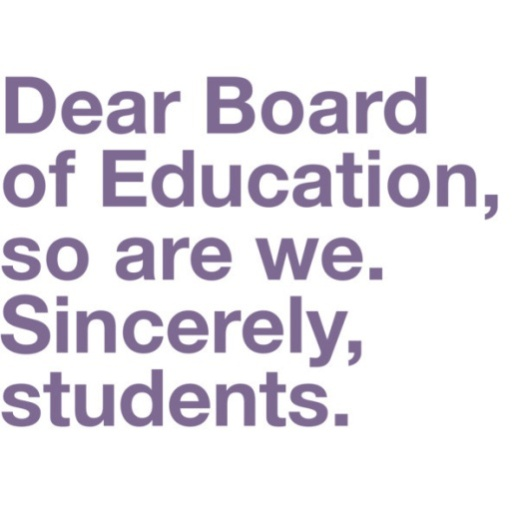 Dear Board
of Education,
so are we.
Sincerely,
students.